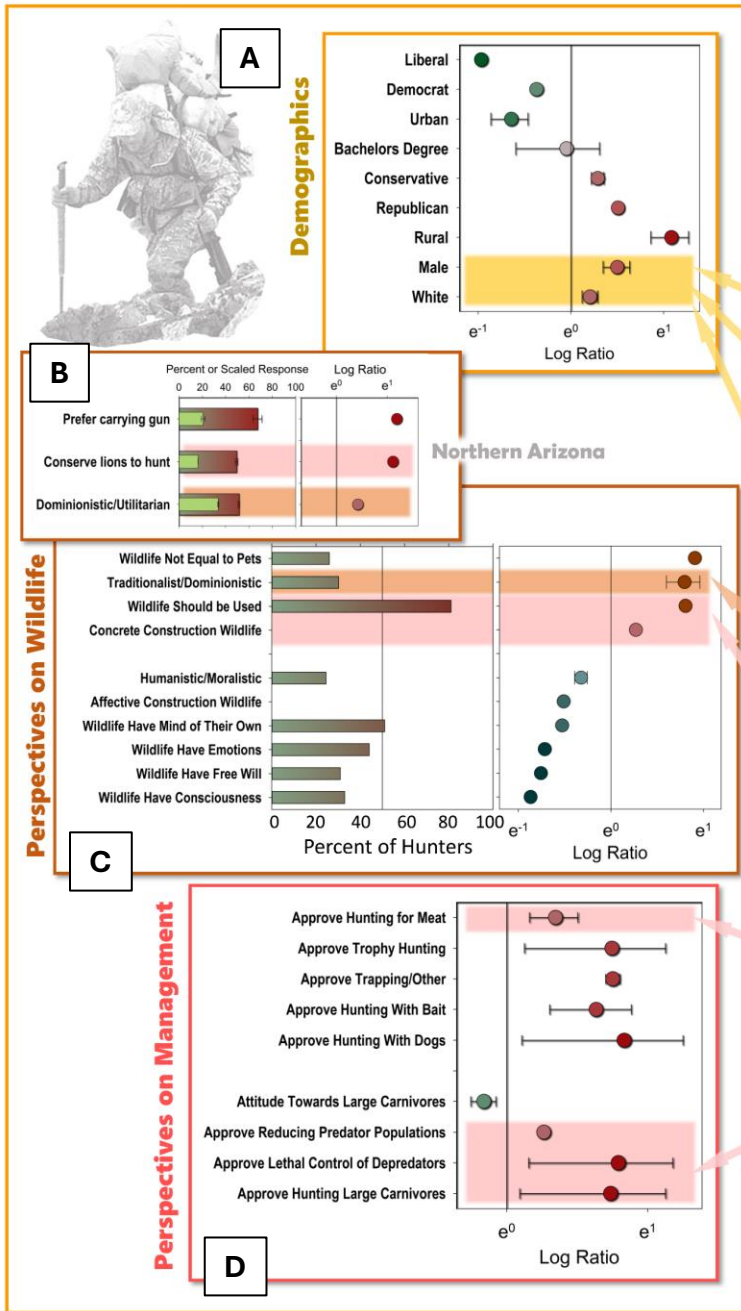 A
Demographics
Liberal
Democrat
Urban
Bachelors Degree
Conservative
Republican
Rural
Male
White
e-1 e0 e1
Log Ratio
B
Percent or Scaled Response Log Ratio
0 20 40 60 80 100 e0 e1
Prefer carrying gun
Conserve lions to hunt
Dominionistic/Utilitarian
Northern Arizona
Perspectives on Wildlife
Wildlife Not Equal to Pets
Traditionalist/Dominionistic
Wildlife Should be Used
Concrete Construction Wildlife
Humanistic/Moralistic
Affective Construction Wildlife
Wildlife Have Mind of Their Own
Wildlife Have Emotions
Wildlife Have Free Will
Wildlife Have Consciousness
0 20 40 60 80 100 e-1 e0 e1
Percent of Hunters Log Ratio
C
Perspectives on Management
Approve Hunting for Meat
Approve Trophy Hunting
Approve Trapping/Other
Approve Hunting With Bait
Approve Hunting With Dogs
Attitude Towards Large Carnivores
Approve Reducing Predator Populations
Approve Lethal Control of Depredators
Approve Hunting Large Carnivores
e0 e1
Log Ratio
D